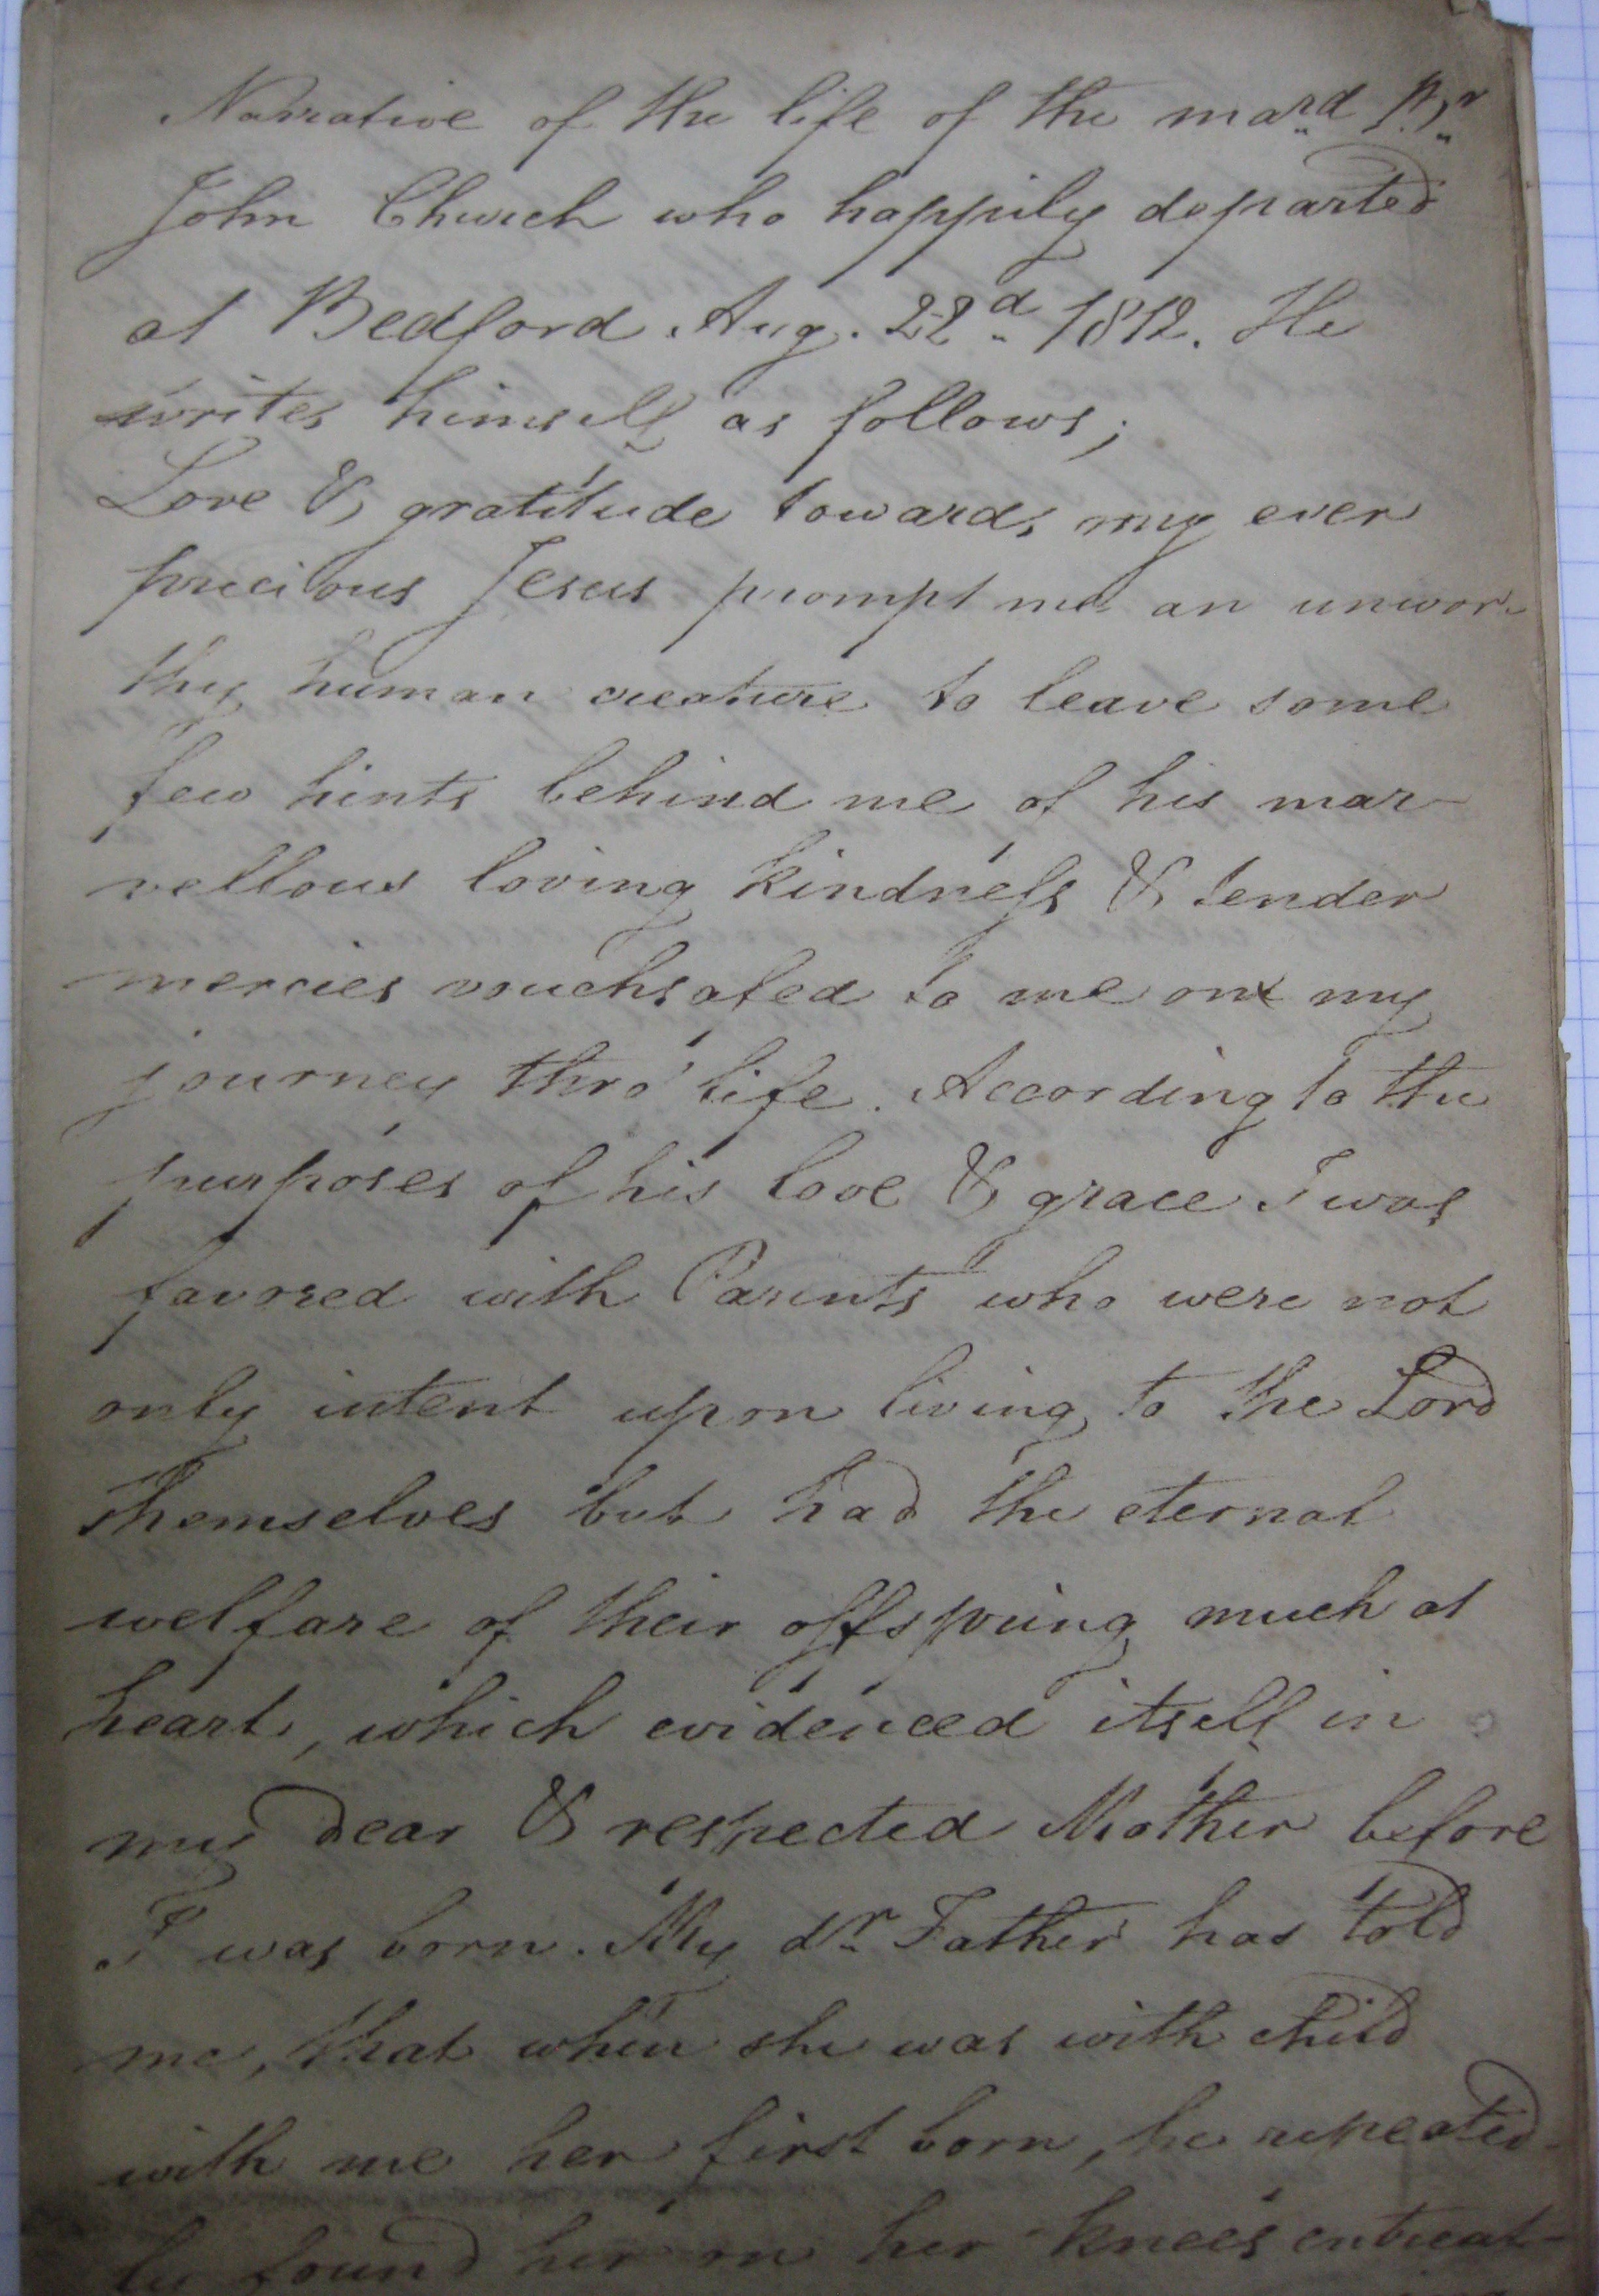 Narrative of the life of the mard Br
John Church who happily departed
at Bedford Aug. 22d 1812. He
writes himself as follows;
Love & gratitude towards my ever
precious Jesus prompt me an unwor-
thy human creature to leave some
few hints behind me of his mar-
vellous loving kindness & tender
mercies vouchsafed to me on my
journey thro' life. According to the
purposes of his love & grace I was
favored with Parents who were not
only intent upon living to the Lord
themselves but had the eternal
welfare of their offspring much at
heart, which evidenced itself in
my dear & respected Mother before
I was born. My dr Father has told
me, that when she was with child
with me her first born, he repeated-
ly found her on her knees entreat-